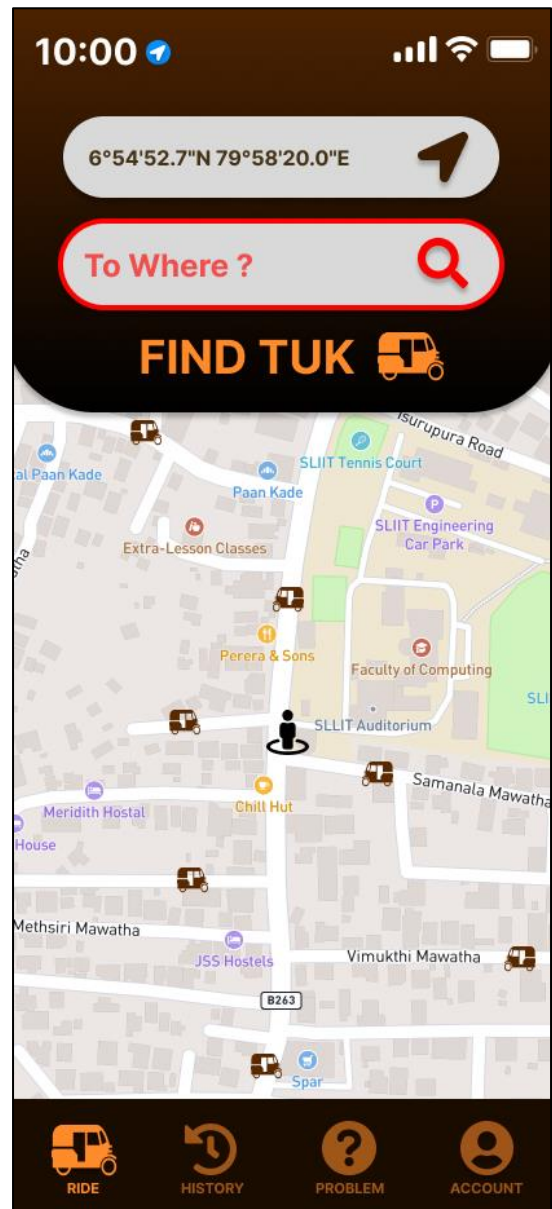 10:00
6°54'52.7"N 79°58'20.0"E
To Where ?
FIND TUK
Isurupura Road
SLIIT Tennis Court
al Paan Kade
Paan Kade
SLIIT Engineering
Car Park
Extra-Lesson Classes
Perera & Sons
Faculty of Computing
SLI
SLLIT Auditorium
Samanala Mawatha
Meridith Hostal
Chill Hut
House
Methsiri Mawatha
JSS Hostels
Vimukthi Mawatha
B263
Spar
RIDE
HISTORY
PROBLEM
ACCOUNT